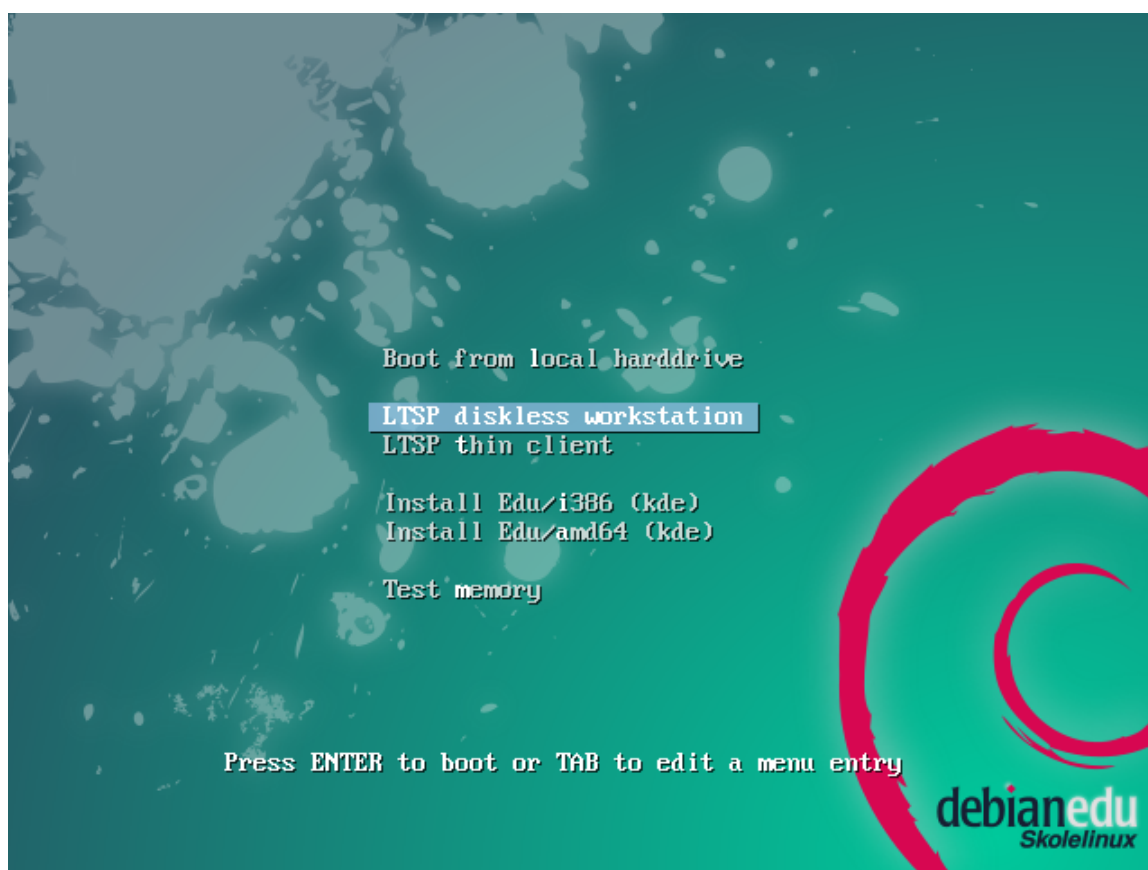 Boot from local harddrive
LTSP diskless workstation
LTSP thin client
Install Edu/i386 (kde)
Install Edu/amd64 (kde)
Test memory
Press ENTER to boot or TAB to edit a menu entry
debianedu
Skolelinux